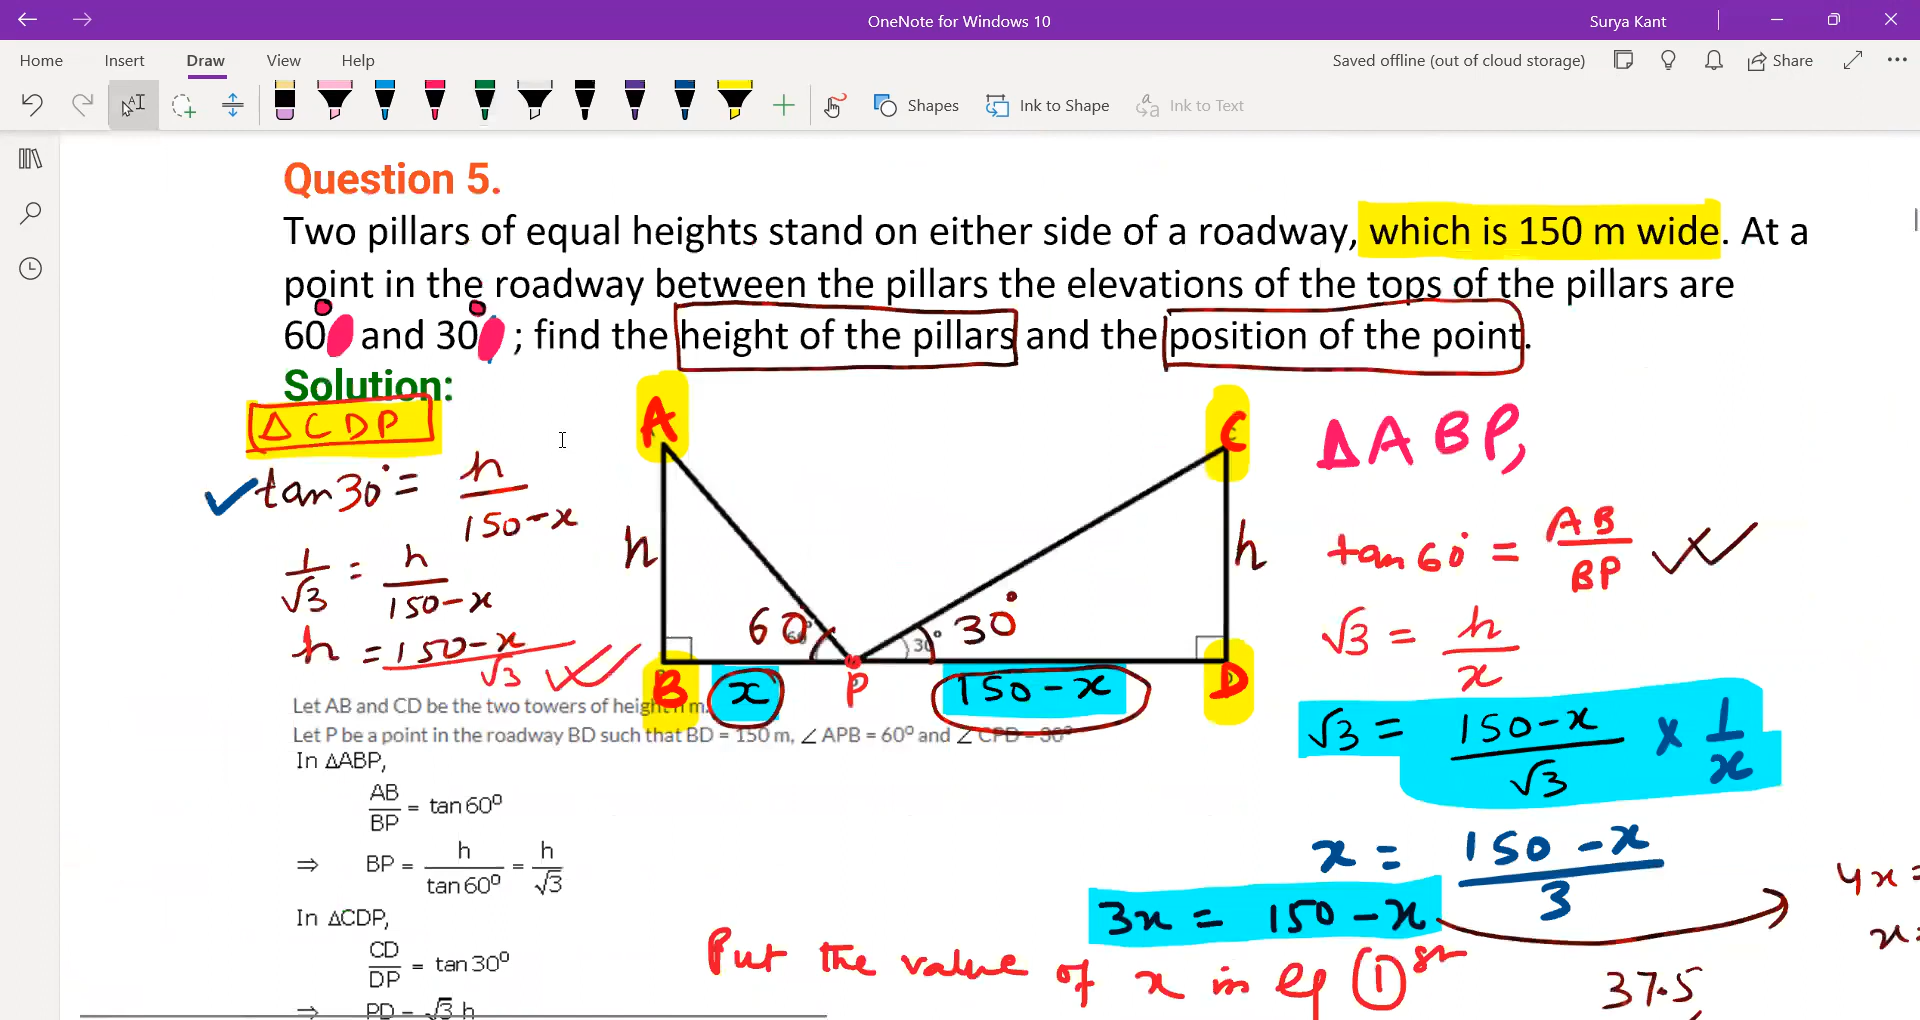 OneNote for Windows 10
Surya Kant
Home Insert Draw View Help
Saved offline (out of cloud storage)
Share
Shapes
Ink to Shape
Ink to Text
Question 5.
Two pillars of equal heights stand on either side of a roadway, which is 150 m wide. At a
point in the roadway between the pillars the elevations of the tops of the pillars are
60° and 30° ; find the height of the pillars and the position of the point.
Solution:
Δ C D P
tan 30° = h / 150 - x
1 / √3 = h / 150 - x
h = 150 - x / √3
A
C
h
h
60°
30°
B
x
P
150 - x
D
Δ A B P,
tan 60° = AB / BP
√3 = h / x
√3 = 150 - x / √3 × 1 / x
x = 150 - x / 3
3x = 150 - x
4x =
x =
37.5
Put the value of x in eq ①st
Let AB and CD be the two towers of height h m.
Let P be a point in the roadway BD such that BD = 150 m, ∠ APB = 60° and ∠ CPD = 30°
In ΔABP,
AB / BP = tan 60°
⇒ BP = h / tan 60° = h / √3
In ΔCDP,
CD / DP = tan 30°
⇒ PD = √3 h